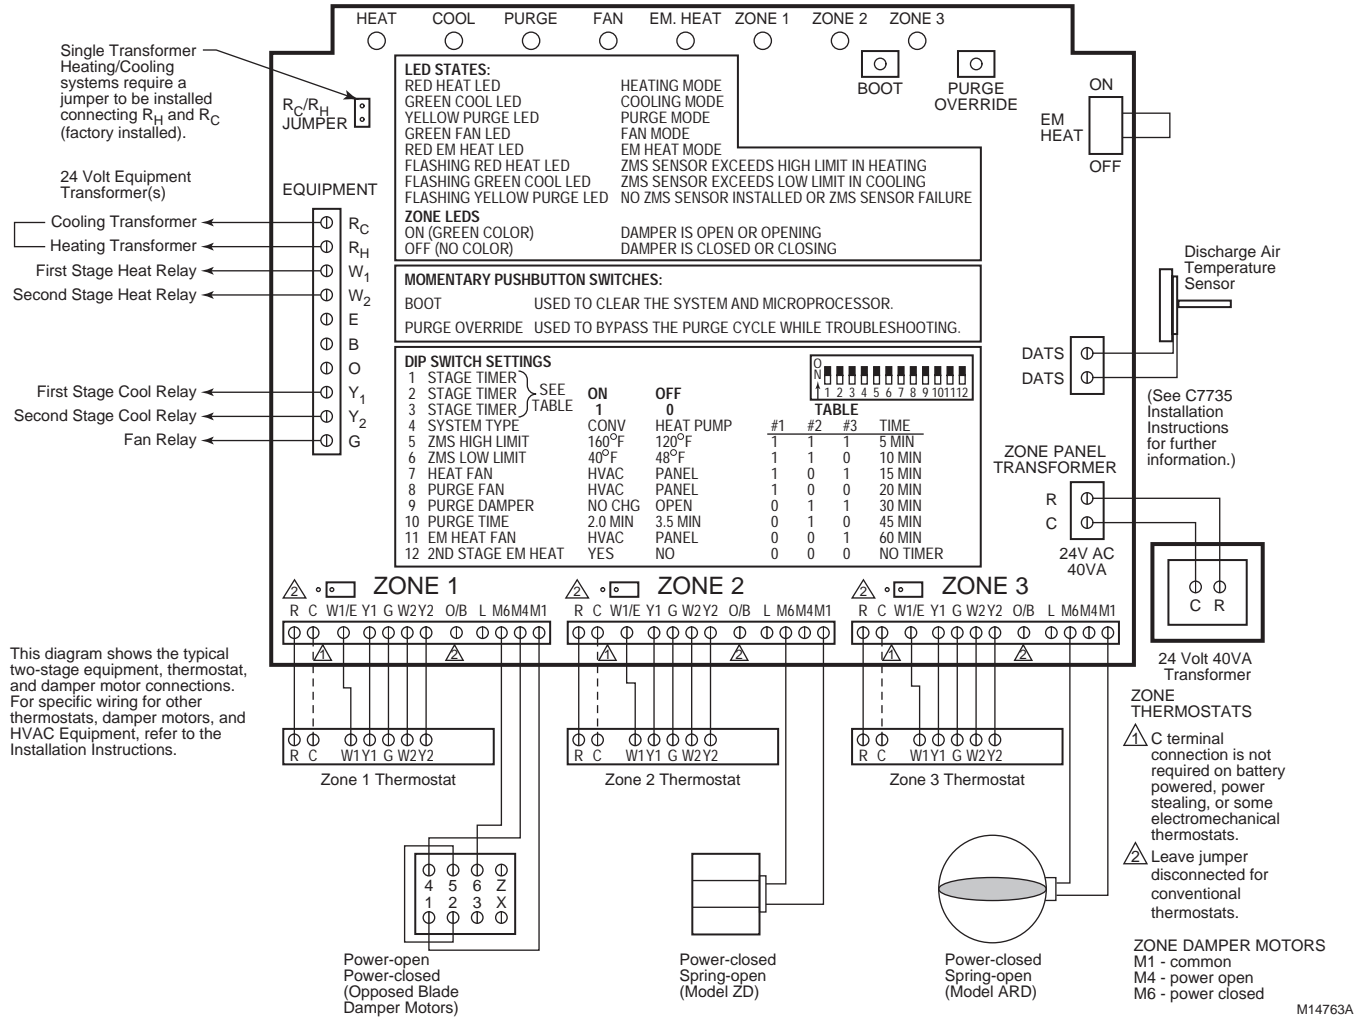 HEAT COOL PURGE FAN EM. HEAT ZONE 1 ZONE 2 ZONE 3
Single Transformer
Heating/Cooling
systems require a
jumper to be installed
connecting RH and RC
(factory installed).
RC/RH
JUMPER
BOOT
PURGE
OVERRIDE
ON
EM
HEAT
OFF
LED STATES:
RED HEAT LED HEATING MODE
GREEN COOL LED COOLING MODE
YELLOW PURGE LED PURGE MODE
GREEN FAN LED FAN MODE
RED EM HEAT LED EM HEAT MODE
FLASHING RED HEAT LED ZMS SENSOR EXCEEDS HIGH LIMIT IN HEATING
FLASHING GREEN COOL LED ZMS SENSOR EXCEEDS LOW LIMIT IN COOLING
FLASHING YELLOW PURGE LED NO ZMS SENSOR INSTALLED OR ZMS SENSOR FAILURE
ZONE LEDS
ON (GREEN COLOR) DAMPER IS OPEN OR OPENING
OFF (NO COLOR) DAMPER IS CLOSED OR CLOSING
24 Volt Equipment
Transformer(s)
EQUIPMENT
Cooling Transformer RC
Heating Transformer RH
First Stage Heat Relay W1
Second Stage Heat Relay W2
E
B
O
First Stage Cool Relay Y1
Second Stage Cool Relay Y2
Fan Relay G
MOMENTARY PUSHBUTTON SWITCHES:
BOOT USED TO CLEAR THE SYSTEM AND MICROPROCESSOR.
PURGE OVERRIDE USED TO BYPASS THE PURGE CYCLE WHILE TROUBLESHOOTING.
DIP SWITCH SETTINGS
1 STAGE TIMER
2 STAGE TIMER SEE ON OFF
3 STAGE TIMER TABLE 1 0
4 SYSTEM TYPE CONV HEAT PUMP
5 ZMS HIGH LIMIT 160°F 120°F
6 ZMS LOW LIMIT 40°F 48°F
7 HEAT FAN HVAC PANEL
8 PURGE FAN HVAC PANEL
9 PURGE DAMPER NO CHG OPEN
10 PURGE TIME 2.0 MIN 3.5 MIN
11 EM HEAT FAN HVAC PANEL
12 2ND STAGE EM HEAT YES NO
ON
1 2 3 4 5 6 7 8 9 10 11 12
TABLE
#1 #2 #3 TIME
1 1 1 5 MIN
1 1 0 10 MIN
1 0 1 15 MIN
1 0 0 20 MIN
0 1 1 30 MIN
0 1 0 45 MIN
0 0 1 60 MIN
0 0 0 NO TIMER
Discharge Air
Temperature
Sensor
DATS
DATS
(See C7735
Installation
Instructions
for further
information.)
ZONE PANEL
TRANSFORMER
R
C
24V AC
40VA
C R
24 Volt 40VA
Transformer
2 ZONE 1
R C W1/E Y1 G W2 Y2 O/B L M6 M4 M1
1 2
2 ZONE 2
R C W1/E Y1 G W2 Y2 O/B L M6 M4 M1
1 2
2 ZONE 3
R C W1/E Y1 G W2 Y2 O/B L M6 M4 M1
1 2
This diagram shows the typical
two-stage equipment, thermostat,
and damper motor connections.
For specific wiring for other
thermostats, damper motors, and
HVAC Equipment, refer to the
Installation Instructions.
R C W1 Y1 G W2 Y2
Zone 1 Thermostat
R C W1 Y1 G W2 Y2
Zone 2 Thermostat
R C W1 Y1 G W2 Y2
Zone 3 Thermostat
4 5 6 Z
1 2 3 X
Power-open
Power-closed
(Opposed Blade
Damper Motors)
Power-closed
Spring-open
(Model ZD)
Power-closed
Spring-open
(Model ARD)
ZONE
THERMOSTATS
1 C terminal
connection is not
required on battery
powered, power
stealing, or some
electromechanical
thermostats.
2 Leave jumper
disconnected for
conventional
thermostats.
ZONE DAMPER MOTORS
M1 - common
M4 - power open
M6 - power closed
M14763A